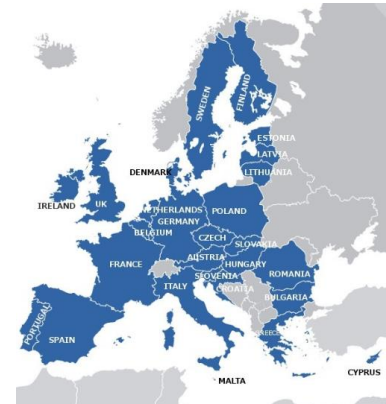 FINLAND
SWEDEN
ESTONIA
LATVIA
DENMARK
LITHUANIA
IRELAND
UK
NETHERLANDS
POLAND
GERMANY
BELGIUM
CZECH
SLOVAKIA
AUSTRIA
FRANCE
HUNGARY
SLOVENIA
ROMANIA
ITALY
CROATIA
BULGARIA
PORTUGAL
SPAIN
GREECE
CYPRUS
MALTA